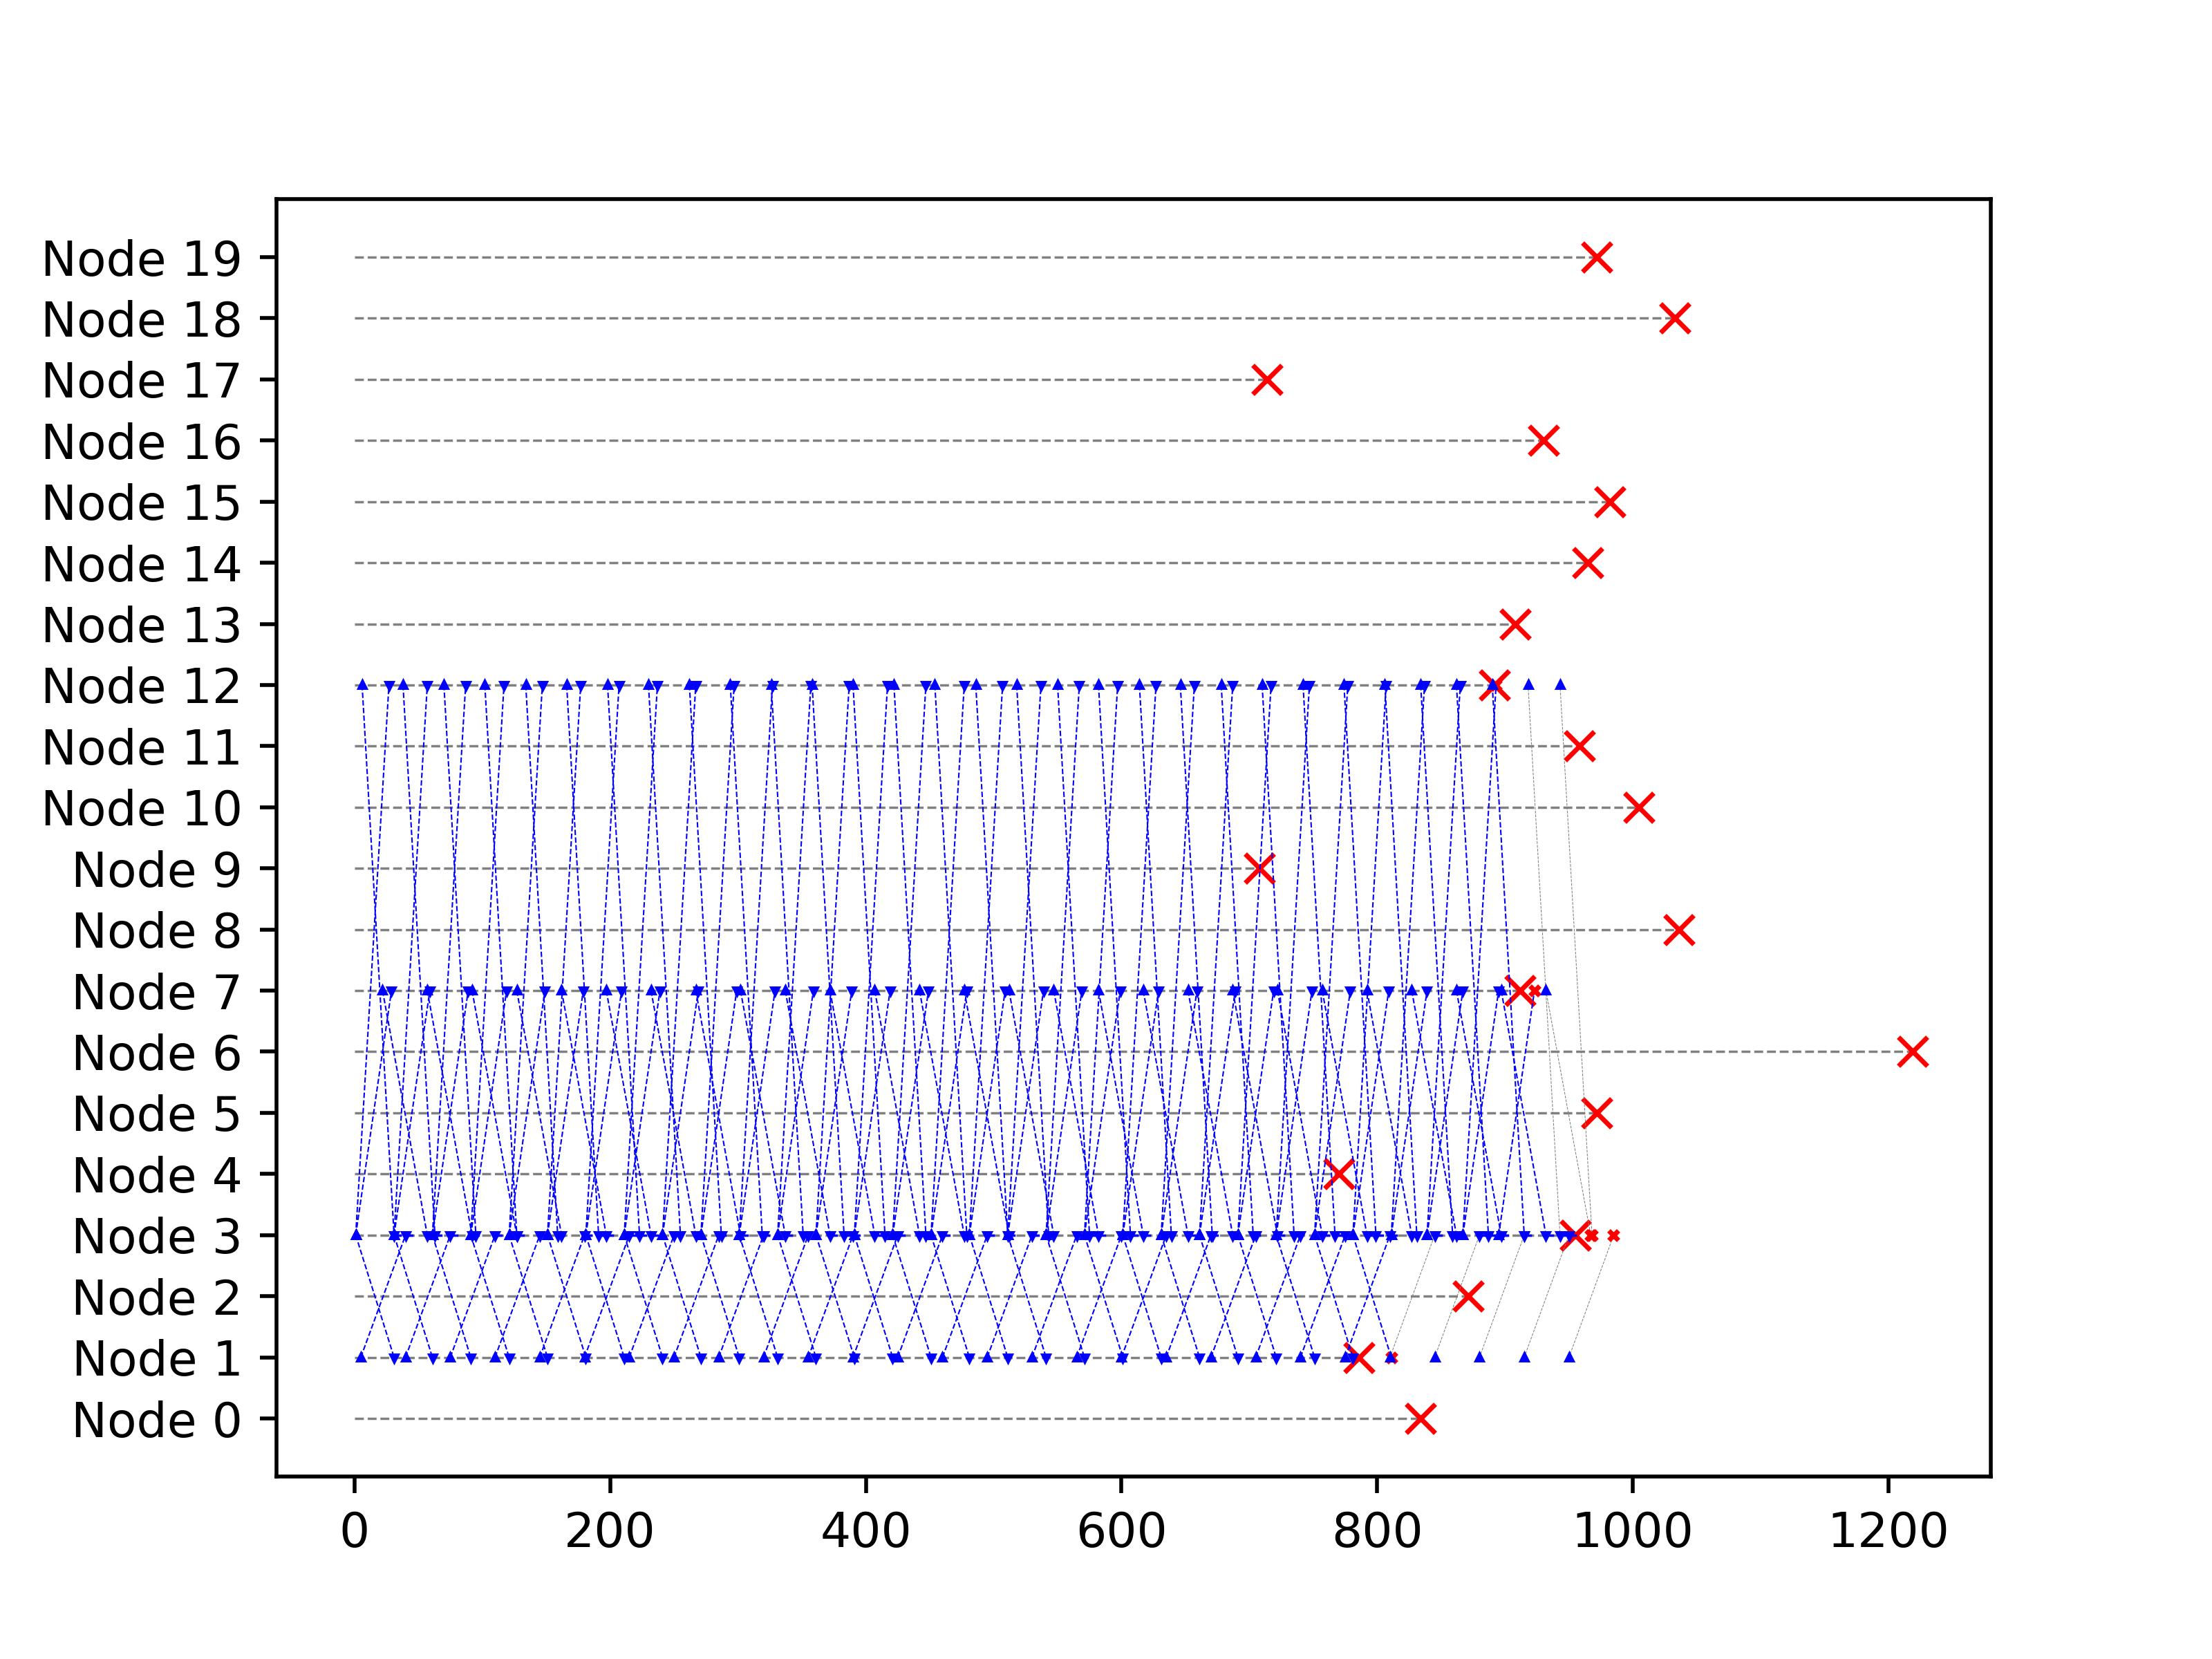 Node 19
Node 18
Node 17
Node 16
Node 15
Node 14
Node 13
Node 12
Node 11
Node 10
Node 9
Node 8
Node 7
Node 6
Node 5
Node 4
Node 3
Node 2
Node 1
Node 0
0 200 400 600 800 1000 1200